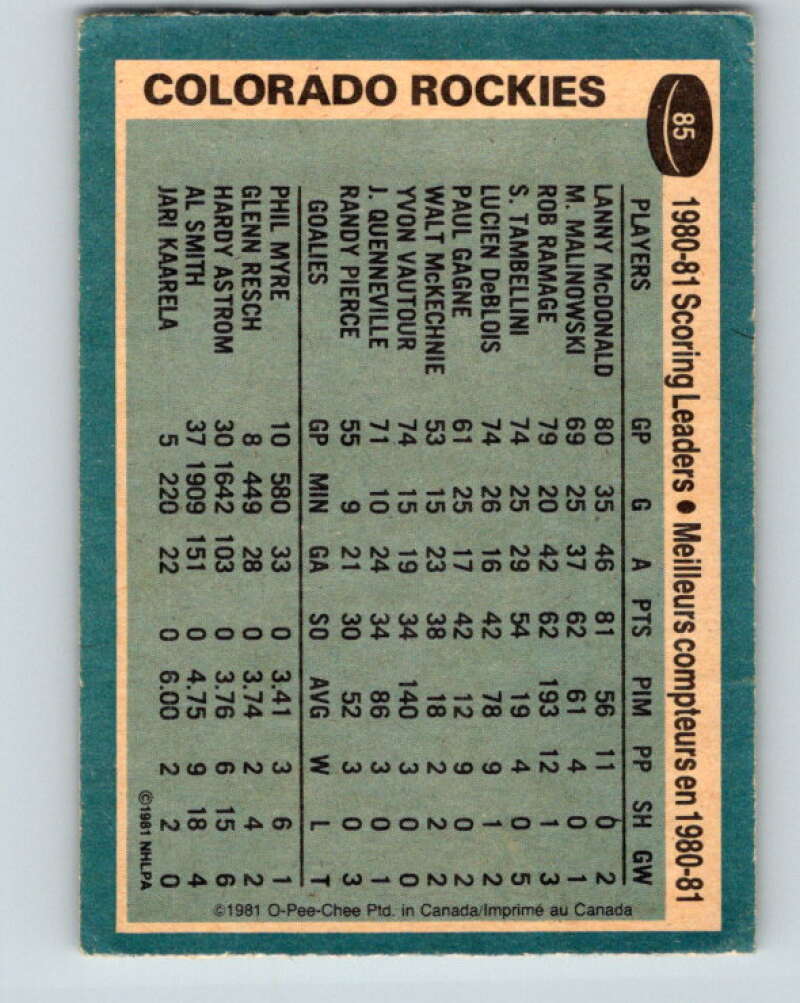 COLORADO ROCKIES
85
1980-81 Scoring Leaders • Meilleurs compteurs en 1980-81
PLAYERS GP G A PTS PIM PP SH GW
LANNY McDONALD 80 35 46 81 56 11 0 2
M. MALINOWSKI 69 25 37 62 61 4 0 1
ROB RAMAGE 79 20 42 62 193 12 1 3
S. TAMBELLINI 74 25 29 54 19 4 0 5
LUCIEN DeBLOIS 74 26 16 42 78 9 1 2
PAUL GAGNE 61 25 17 42 12 9 0 2
WALT McKECHNIE 53 15 23 38 18 2 2 2
YVON VAUTOUR 74 15 19 34 140 3 0 0
J. QUENNEVILLE 71 10 24 34 86 3 0 1
RANDY PIERCE 55 9 21 30 52 3 0 3
GOALIES GP MIN GA SO AVG W L T
PHIL MYRE 10 580 33 0 3.41 3 6 1
GLENN RESCH 8 449 28 0 3.74 2 4 2
HARDY ASTROM 30 1642 103 0 3.76 6 15 6
AL SMITH 37 1909 151 0 4.75 9 18 4
JARI KAARELA 5 220 22 0 6.00 2 2 0
©1981 NHLPA
©1981 O-Pee-Chee Ptd. in Canada/Imprimé au Canada